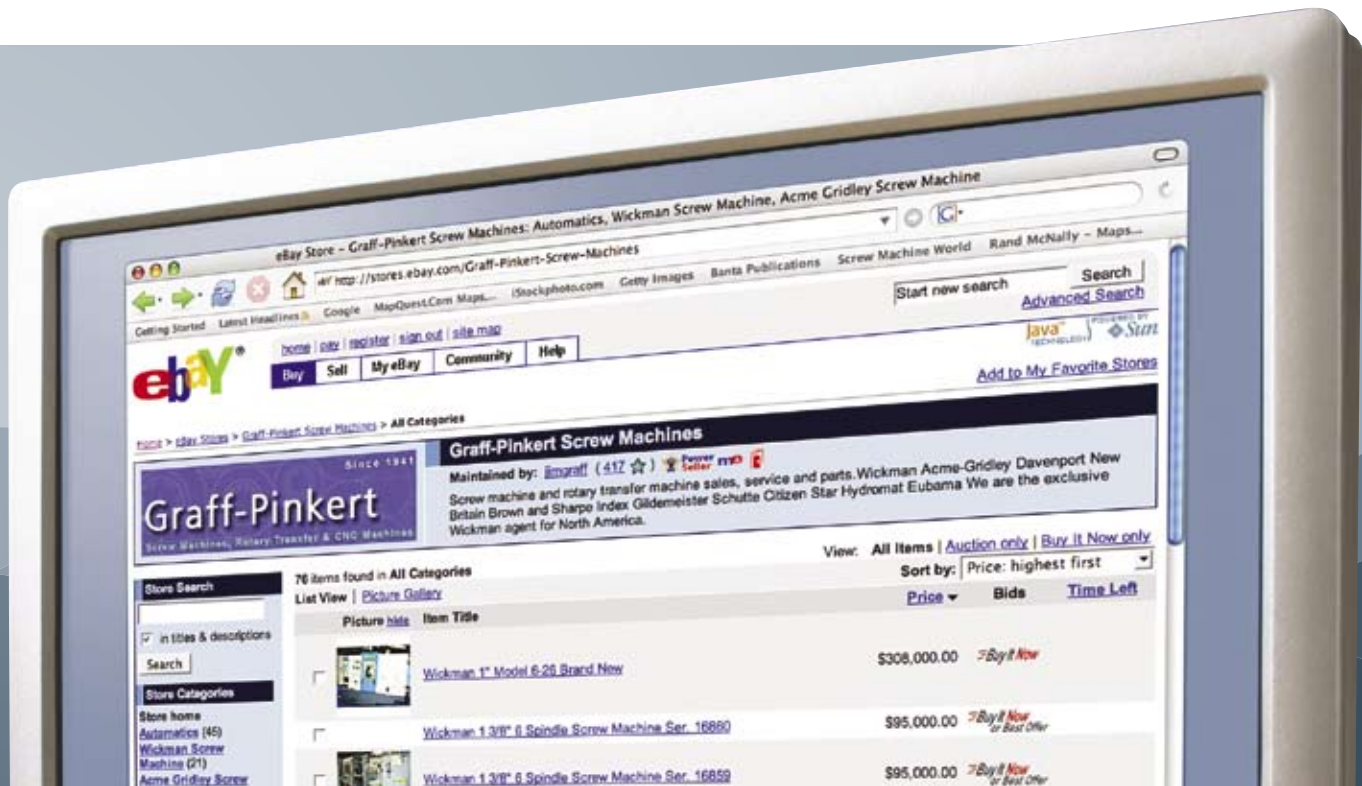 eBay Store - Graff-Pinkert Screw Machines: Automatics, Wickman Screw Machine, Acme Gridley Screw Machine
http://stores.ebay.com/Graff-Pinkert-Screw-Machines
Getting Started Latest Headlines Google MapQuest.Com Maps... iStockphoto.com Getty Images Banta Publications Screw Machine World Rand McNally - Maps...
Start new search Search
Advanced Search
home | pay | register | sign out | site map
ebaY®
Buy Sell My eBay Community Help
Java™ TECHNOLOGY POWERED BY Sun
Add to My Favorite Stores
home > eBay Stores > Graff-Pinkert Screw Machines > All Categories
Since 1941
Graff-Pinkert
Screw Machines, Rotary Transfer & CNC Machines
Graff-Pinkert Screw Machines
Maintained by: jimgraff ( 417 ) Power Seller me
Screw machine and rotary transfer machine sales, service and parts.Wickman Acme-Gridley Davenport New
Britain Brown and Sharpe Index Gildemeister Schutte Citizen Star Hydromat Eubama We are the exclusive
Wickman agent for North America.
View: All Items | Auction only | Buy It Now only
76 items found in All Categories
Sort by: Price: highest first
List View | Picture Gallery
Picture hide Item Title Price Bids Time Left
Store Search
in titles & descriptions
Search
Store Categories
Store home
Automatics (45)
Wickman Screw
Machine (21)
Acme Gridley Screw
Wickman 1" Model 6-26 Brand New $308,000.00 Buy It Now
Wickman 1 3/8" 6 Spindle Screw Machine Ser. 16860 $95,000.00 Buy It Now
or Best Offer
Wickman 1 3/8" 6 Spindle Screw Machine Ser. 16859 $95,000.00 Buy It Now
or Best Offer